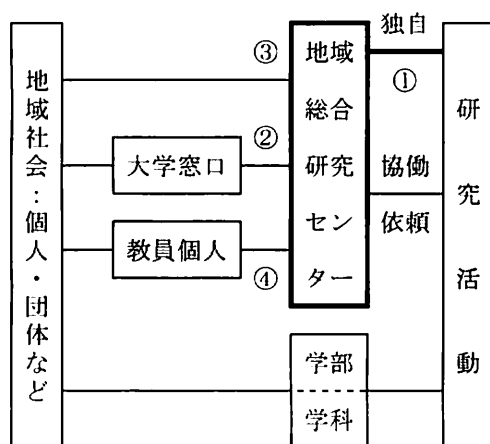 地域社会：個人・団体など
③
②
大学窓口
教員個人
④
地域
総合
研究
セン
ター
学部
学科
独自
①
協働
依頼
研究活動